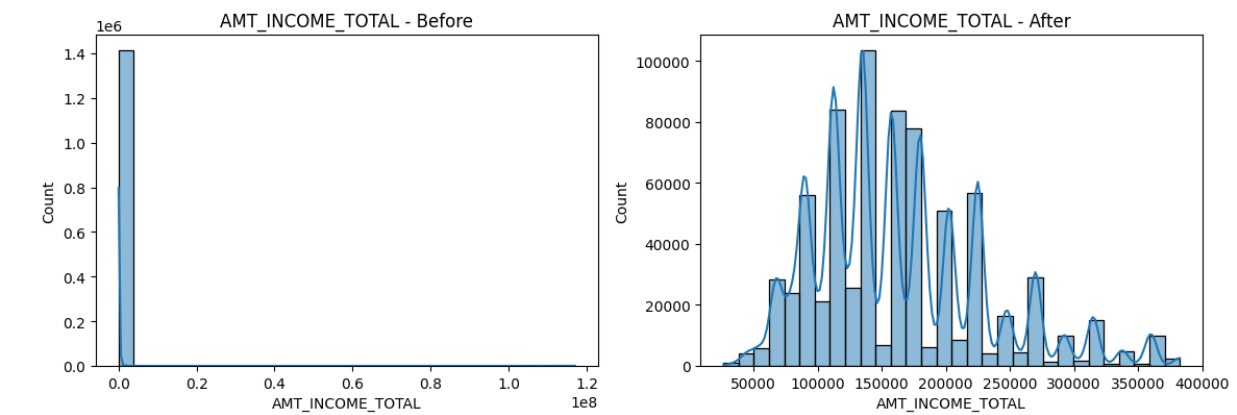 AMT_INCOME_TOTAL - Before
1e6
1.4
1.2
1.0
0.8
0.6
0.4
0.2
0.0
Count
0.0 0.2 0.4 0.6 0.8 1.0 1.2
1e8
AMT_INCOME_TOTAL
AMT_INCOME_TOTAL - After
100000
80000
60000
40000
20000
0
Count
50000 100000 150000 200000 250000 300000 350000 400000
AMT_INCOME_TOTAL